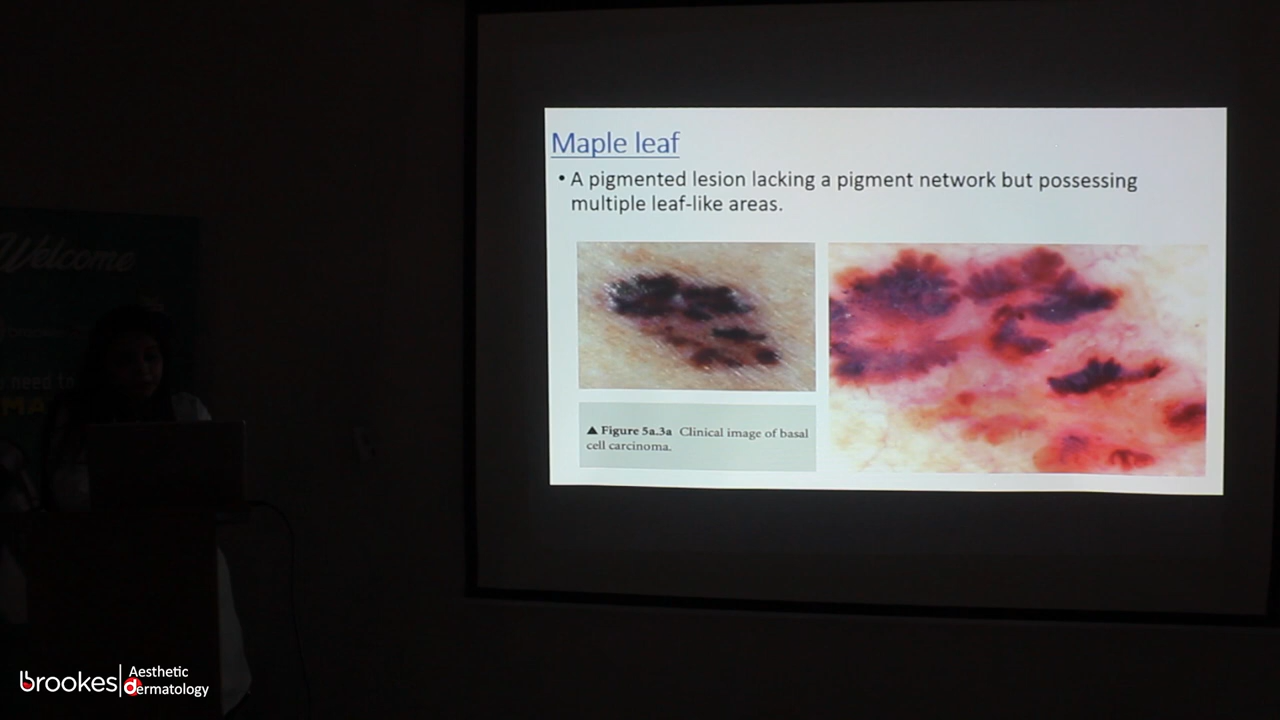 Maple leaf
• A pigmented lesion lacking a pigment network but possessing
multiple leaf-like areas.
▲ Figure 5a.3a Clinical image of basal
cell carcinoma.
Welcome
need to
MA
brookes | Aesthetic
dermatology